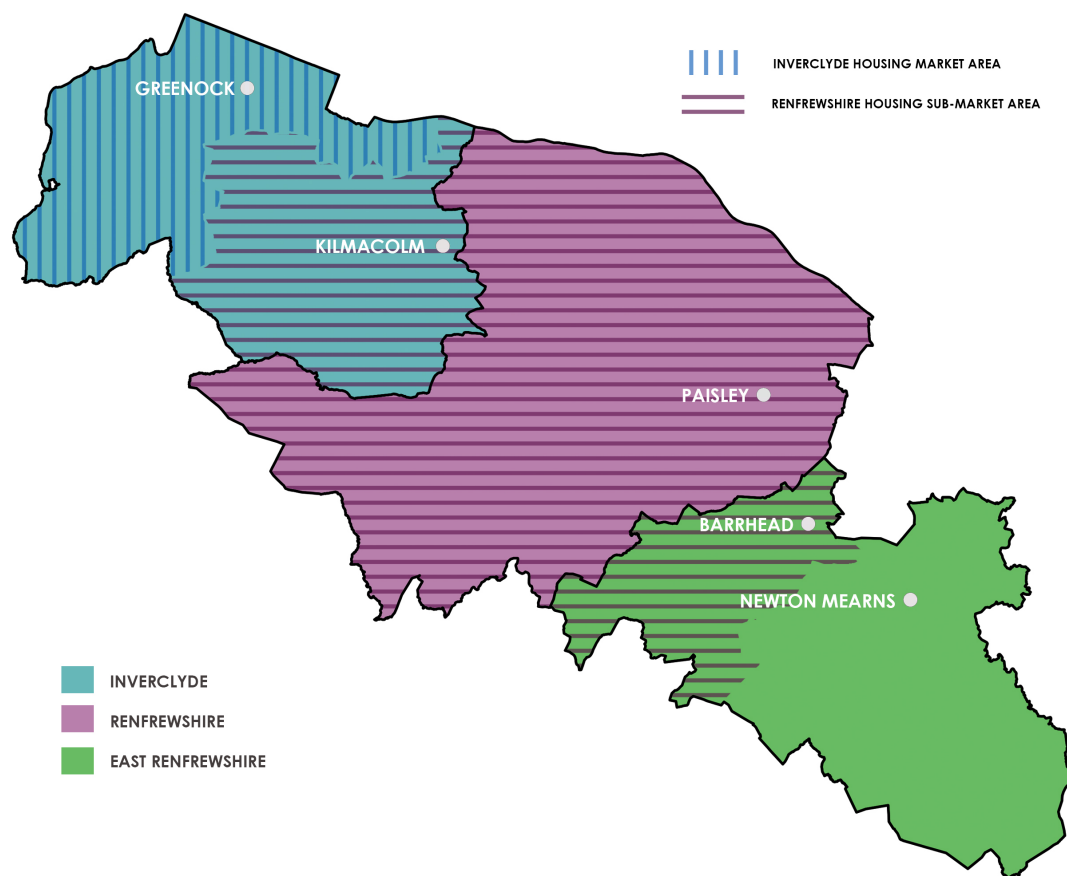 INVERCLYDE HOUSING MARKET AREA
RENFREWSHIRE HOUSING SUB-MARKET AREA
GREENOCK
KILMACOLM
PAISLEY
BARRHEAD
NEWTON MEARNS
INVERCLYDE
RENFREWSHIRE
EAST RENFREWSHIRE